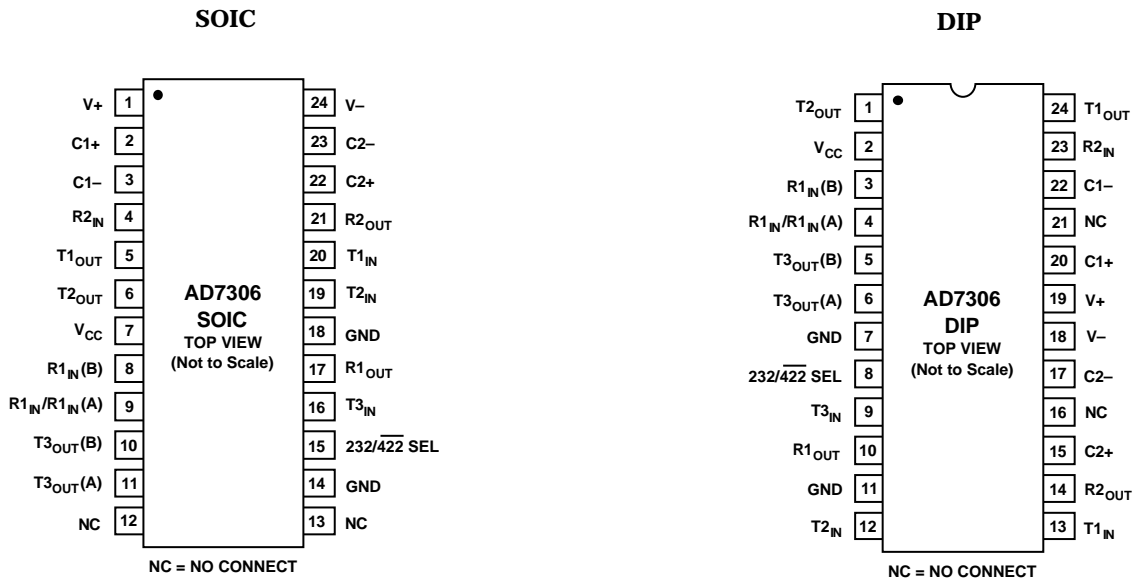 SOIC
V+ 1 24 V–
C1+ 2 23 C2–
C1– 3 22 C2+
R2IN 4 21 R2OUT
T1OUT 5 20 T1IN
T2OUT 6 19 T2IN
VCC 7 18 GND
R1IN(B) 8 17 R1OUT
R1IN/R1IN(A) 9 16 T3IN
T3OUT(B) 10 15 232/4̅2̅2̅ SEL
T3OUT(A) 11 14 GND
NC 12 13 NC
AD7306
SOIC
TOP VIEW
(Not to Scale)
NC = NO CONNECT
DIP
T2OUT 1 24 T1OUT
VCC 2 23 R2IN
R1IN(B) 3 22 C1–
R1IN/R1IN(A) 4 21 NC
T3OUT(B) 5 20 C1+
T3OUT(A) 6 19 V+
GND 7 18 V–
232/4̅2̅2̅ SEL 8 17 C2–
T3IN 9 16 NC
R1OUT 10 15 C2+
GND 11 14 R2OUT
T2IN 12 13 T1IN
AD7306
DIP
TOP VIEW
(Not to Scale)
NC = NO CONNECT